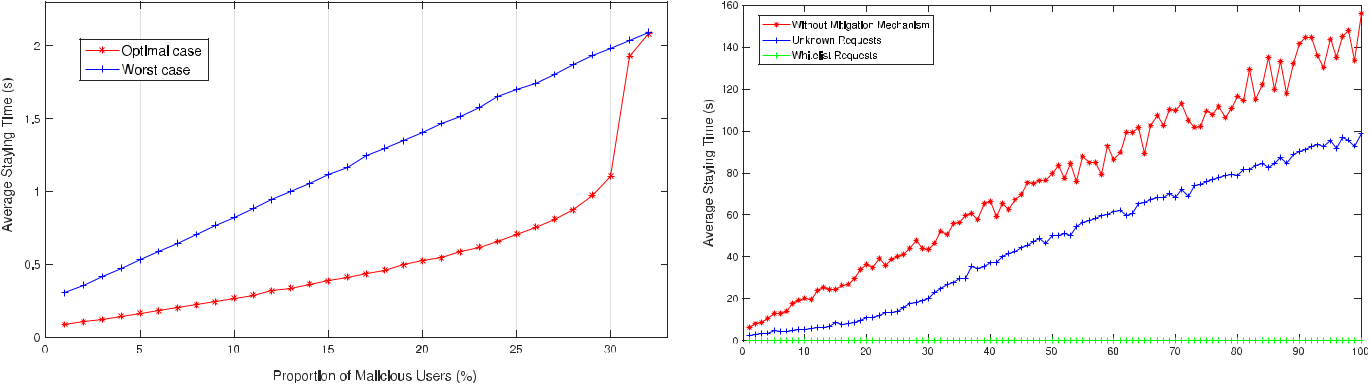 Optimal case
Worst case
Average Staying Time (s)
2
1,5
1
0,5
0
0 5 10 15 20 25 30
Proportion of Malicious Users (%)
Without Mitigation Mechanism
Unknown Requests
Whitelist Requests
Average Staying Time (s)
160
140
120
100
80
60
40
20
0
0 10 20 30 40 50 60 70 80 90 100